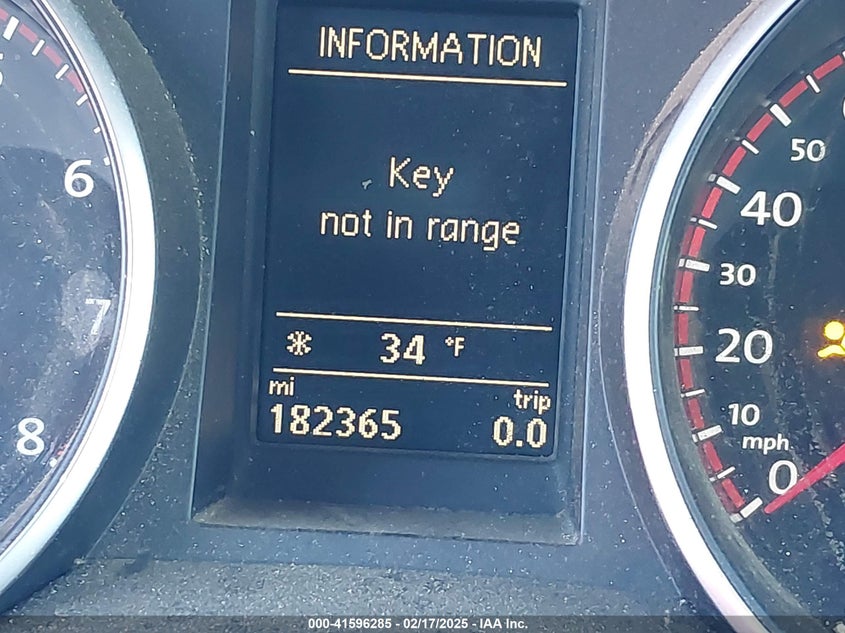 INFORMATION
Key
not in range
34 °F
mi
trip
182365
0.0
6
7
8
50
40
30
20
10
mph
0
000-41596285 - 02/17/2025 - IAA Inc.